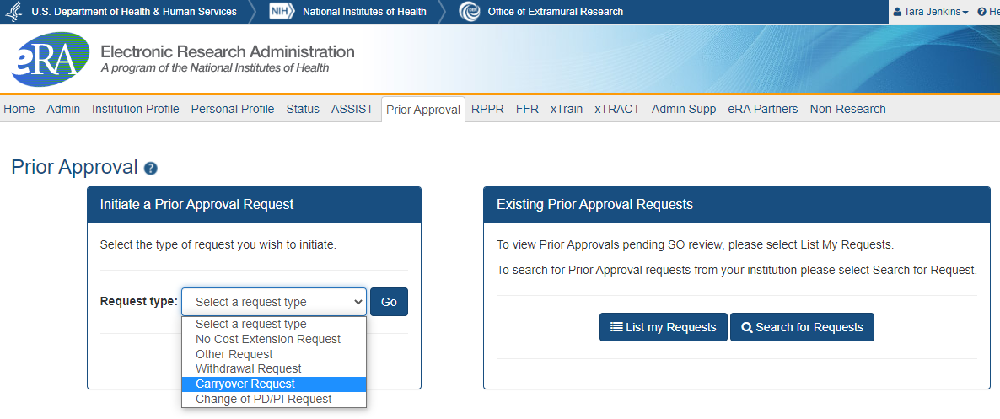 U.S. Department of Health & Human Services
NIH National Institutes of Health
Office of Extramural Research
Tara Jenkins
He
eRA
Electronic Research Administration
A program of the National Institutes of Health
Home Admin Institution Profile Personal Profile Status ASSIST Prior Approval RPPR FFR xTrain xTRACT Admin Supp eRA Partners Non-Research
Prior Approval ?
Initiate a Prior Approval Request
Select the type of request you wish to initiate.
Request type: Select a request type Go
Select a request type
No Cost Extension Request
Other Request
Withdrawal Request
Carryover Request
Change of PD/PI Request
Existing Prior Approval Requests
To view Prior Approvals pending SO review, please select List My Requests.
To search for Prior Approval requests from your institution please select Search for Request.
List my Requests Search for Requests